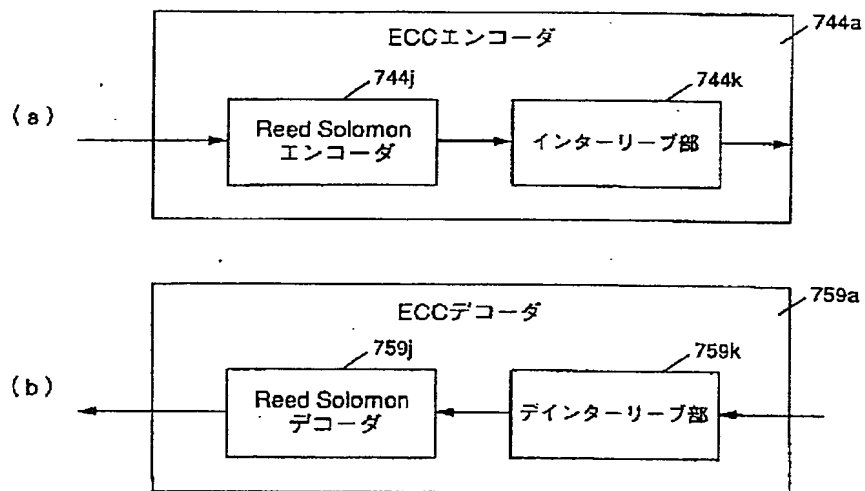 ECCエンコーダ
744a
744j
744k
(a)
Reed Solomon
エンコーダ
インターリーブ部
ECCデコーダ
759a
759j
759k
(b)
Reed Solomon
デコーダ
デインターリーブ部